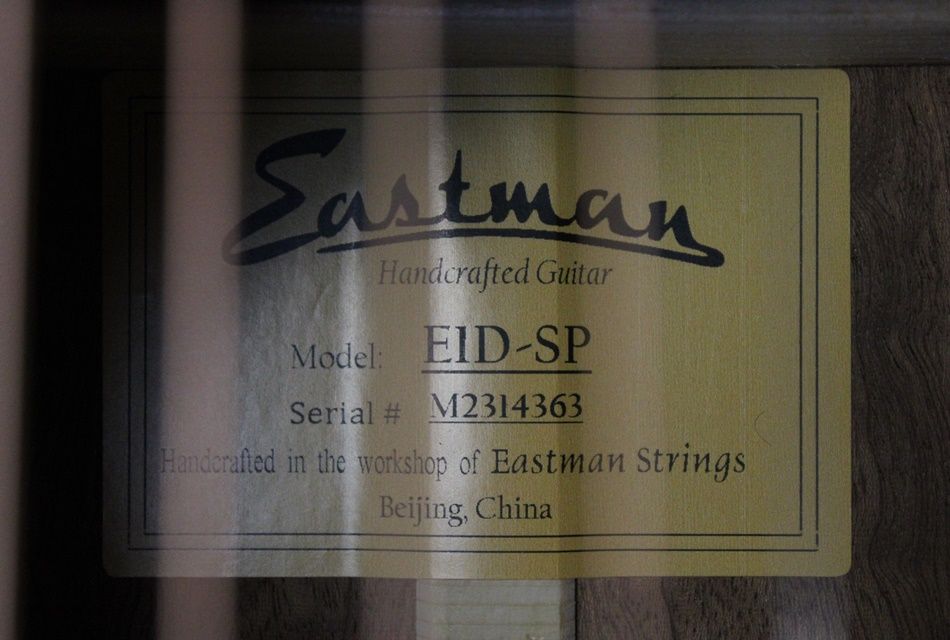 Eastman
Handcrafted Guitar
Model: E1D-SP
Serial # M2314363
Handcrafted in the workshop of Eastman Strings
Beijing, China